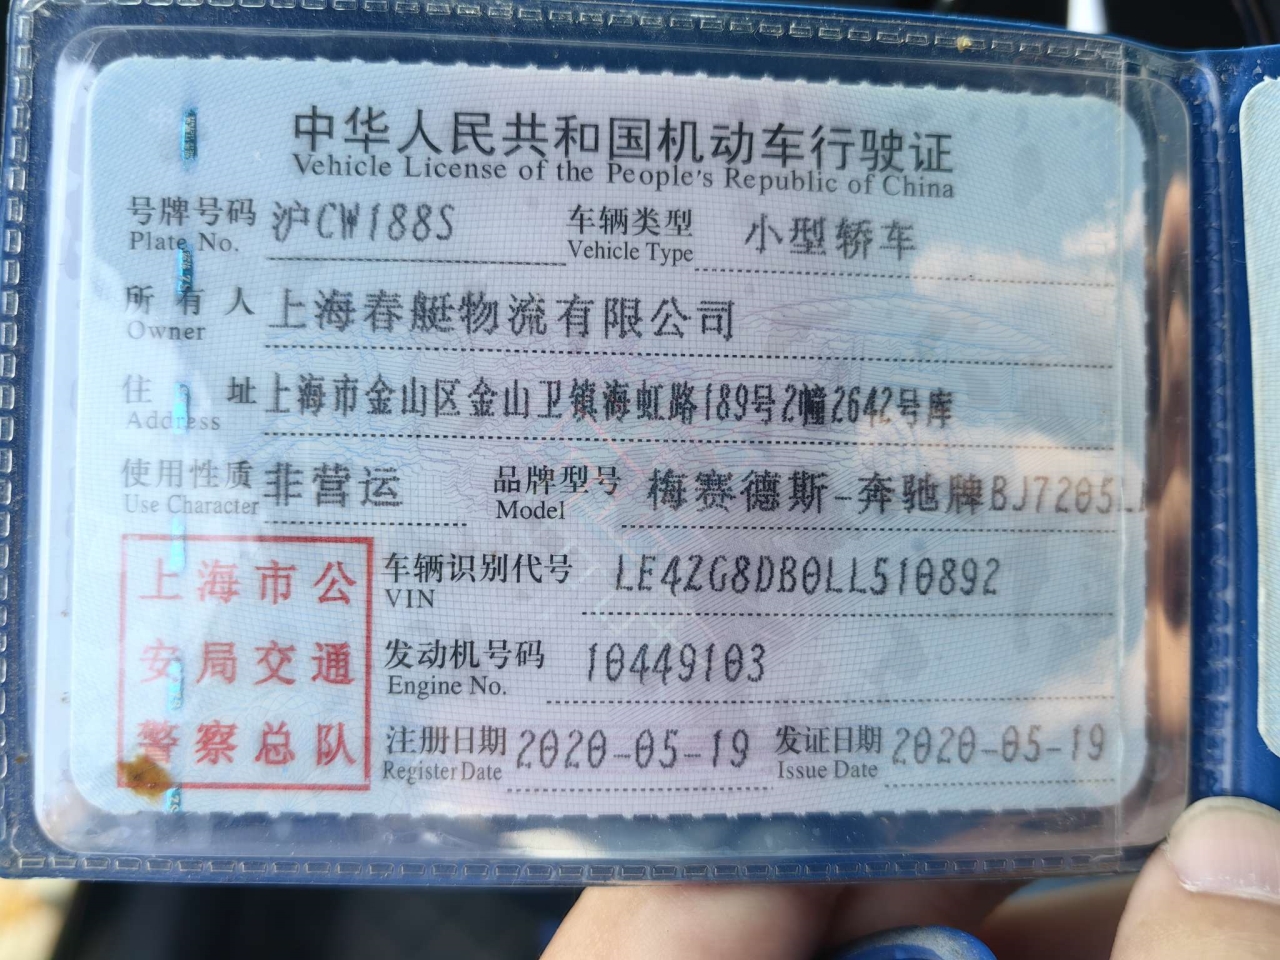 中华人民共和国机动车行驶证
Vehicle License of the People's Republic of China
号牌号码 沪CW188S 车辆类型 小型轿车
Plate No. Vehicle Type
所有人 上海春艇物流有限公司
Owner
住址 上海市金山区金山卫镇海虹路189号2幢2642号库
Address
使用性质 非营运 品牌型号 梅赛德斯-奔驰牌BJ7205
Use Character Model
上海市公
安局交通
警察总队
车辆识别代号 LE4ZG8DB0LL510892
VIN
发动机号码 10449103
Engine No.
注册日期 2020-05-19 发证日期 2020-05-19
Register Date Issue Date